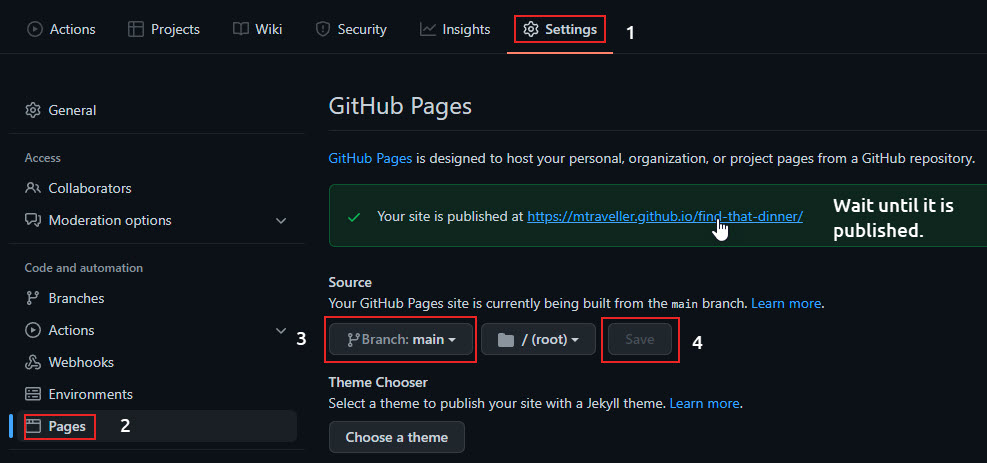 Actions Projects Wiki Security Insights Settings 1
General
GitHub Pages
GitHub Pages is designed to host your personal, organization, or project pages from a GitHub repository.
Access
Collaborators
Moderation options
Your site is published at https://mtraveller.github.io/find-that-dinner/
Wait until it is
published.
Code and automation
Branches
Actions
Webhooks
Environments
Pages 2
Source
Your GitHub Pages site is currently being built from the main branch. Learn more.
3 Branch: main / (root) Save 4
Theme Chooser
Select a theme to publish your site with a Jekyll theme. Learn more.
Choose a theme